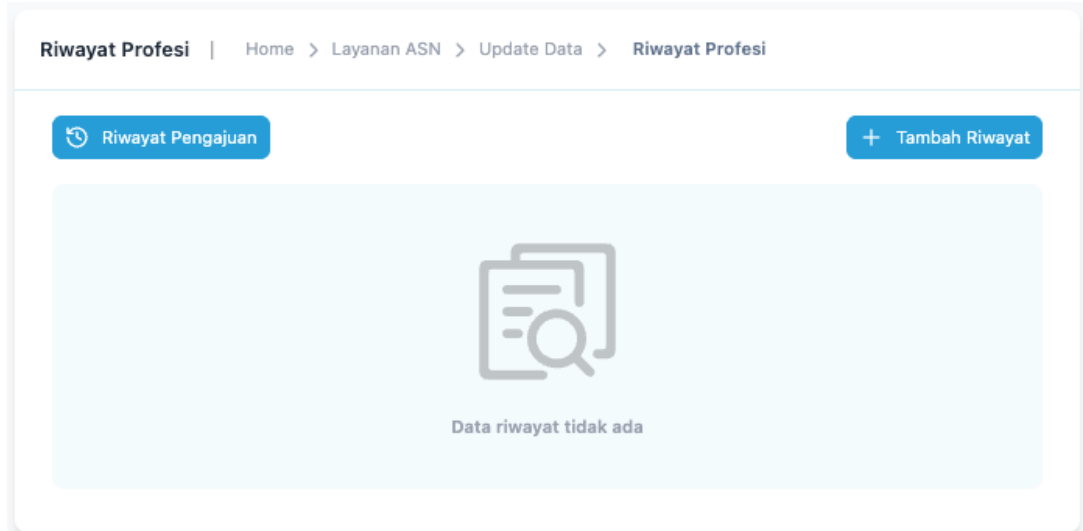 Riwayat Profesi | Home > Layanan ASN > Update Data > Riwayat Profesi
Riwayat Pengajuan
+ Tambah Riwayat
Data riwayat tidak ada